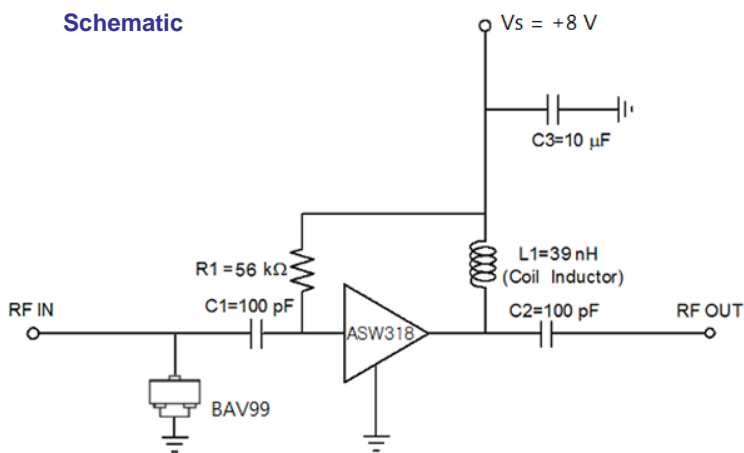 Schematic
Vs = +8 V
C3=10 μF
R1=56 kΩ
L1=39 nH
(Coil Inductor)
C1=100 pF
C2=100 pF
RF IN
RF OUT
ASW318
BAV99